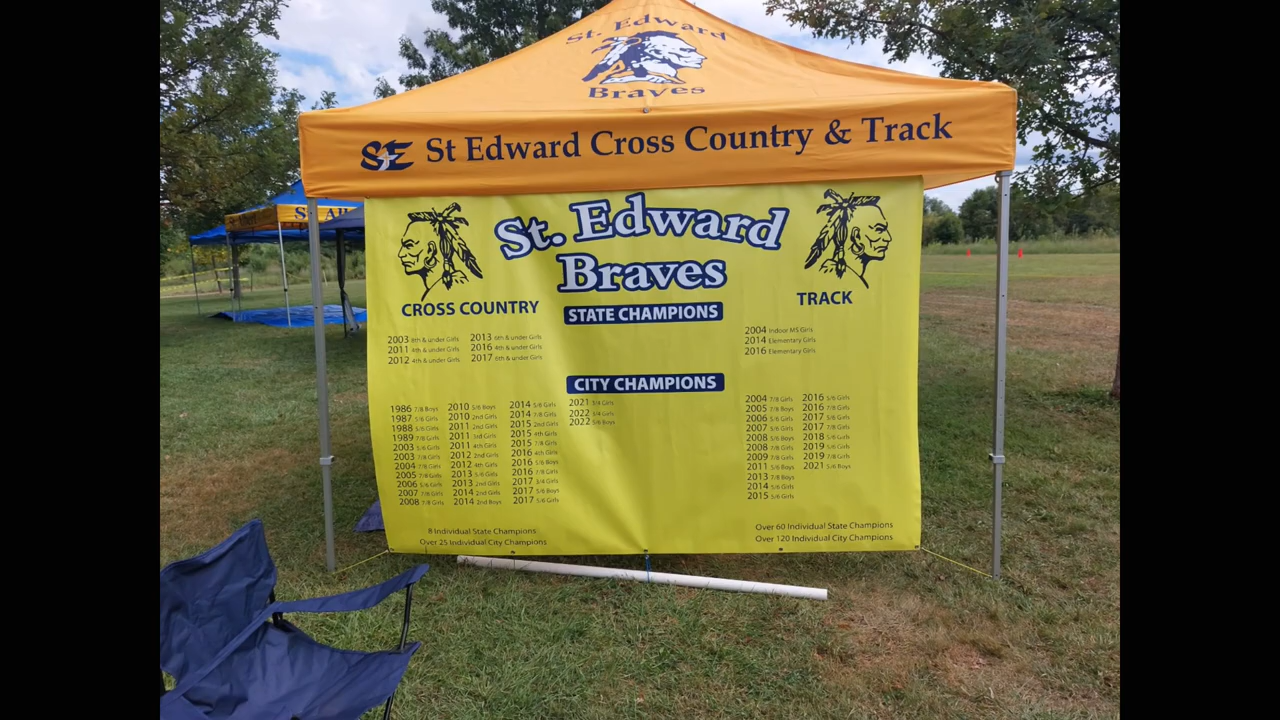 St. Edward
Braves
SE St Edward Cross Country & Track
St. Edward
Braves
CROSS COUNTRY
STATE CHAMPIONS
TRACK
2003 8th & under Girls
2011 4th & under Girls
2012 4th & under Girls
2013 6th & under Girls
2016 4th & under Girls
2017 6th & under Girls
2004 Indoor MS Girls
2014 Elementary Girls
2016 Elementary Girls
CITY CHAMPIONS
1986 7/8 Boys
1987 5/6 Girls
1988 5/6 Girls
1989 7/8 Girls
2003 5/6 Girls
2003 7/8 Girls
2004 7/8 Girls
2005 7/8 Girls
2006 5/6 Girls
2007 7/8 Girls
2008 7/8 Girls
2010 5/6 Boys
2010 2nd Girls
2011 2nd Girls
2011 3rd Girls
2011 4th Girls
2012 2nd Girls
2012 4th Girls
2013 5/6 Girls
2013 2nd Girls
2014 2nd Girls
2014 2nd Boys
2014 5/6 Girls
2014 7/8 Girls
2015 2nd Girls
2015 4th Girls
2015 7/8 Girls
2016 4th Girls
2016 5/6 Boys
2016 7/8 Girls
2017 3/4 Girls
2017 5/6 Boys
2017 5/6 Girls
2021 3/4 Girls
2022 3/4 Girls
2022 5/6 Boys
2004 7/8 Girls
2005 7/8 Boys
2006 5/6 Girls
2007 5/6 Girls
2008 5/6 Boys
2008 7/8 Girls
2009 7/8 Girls
2011 5/6 Boys
2013 7/8 Boys
2014 5/6 Girls
2015 5/6 Girls
2016 5/6 Girls
2016 7/8 Girls
2017 5/6 Girls
2017 7/8 Girls
2018 5/6 Girls
2019 5/6 Girls
2019 7/8 Girls
2021 5/6 Boys
8 Individual State Champions
Over 25 Individual City Champions
Over 60 Individual State Champions
Over 120 Individual City Champions